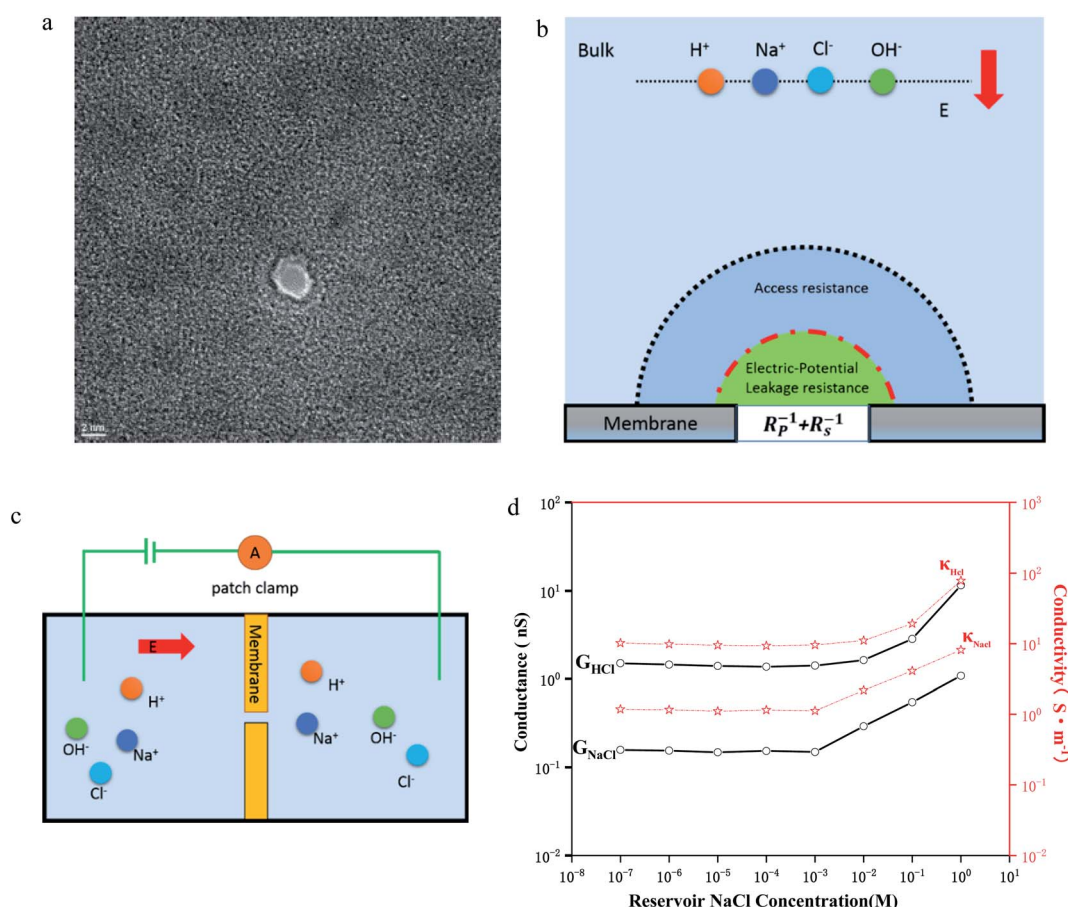 a
2 nm
b
Bulk
H⁺ Na⁺ Cl⁻ OH⁻
E
Access resistance
Electric-Potential
Leakage resistance
Membrane
R_P⁻¹+R_S⁻¹
c
A
patch clamp
E
Membrane
H⁺
OH⁻
Na⁺
Cl⁻
H⁺
Na⁺
OH⁻
Cl⁻
d
Conductance ( nS)
10²
10¹
10⁰
10⁻¹
10⁻²
G_HCl
G_NaCl
κ_Hcl
κ_Nacl
10³
10²
10¹
10⁰
10⁻¹
10⁻²
Conductivity ( S·m⁻¹)
10⁻⁸ 10⁻⁷ 10⁻⁶ 10⁻⁵ 10⁻⁴ 10⁻³ 10⁻² 10⁻¹ 10⁰ 10¹
Reservoir NaCl Concentration(M)